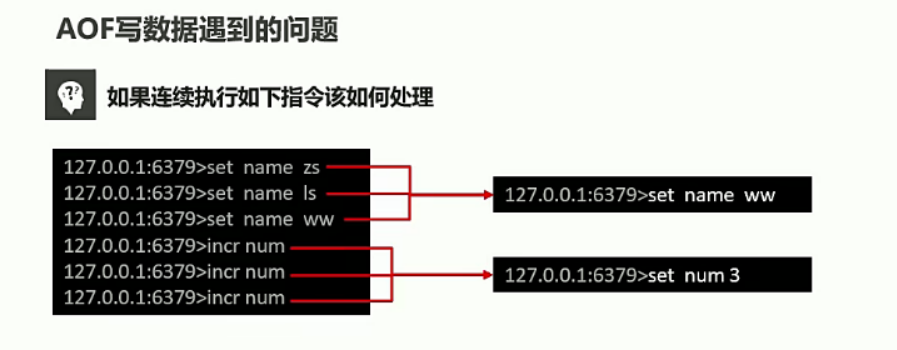 AOF写数据遇到的问题
??
如果连续执行如下指令该如何处理
127.0.0.1:6379>set name zs
127.0.0.1:6379>set name ls
127.0.0.1:6379>set name ww
127.0.0.1:6379>incr num
127.0.0.1:6379>incr num
127.0.0.1:6379>incr num
127.0.0.1:6379>set name ww
127.0.0.1:6379>set num 3